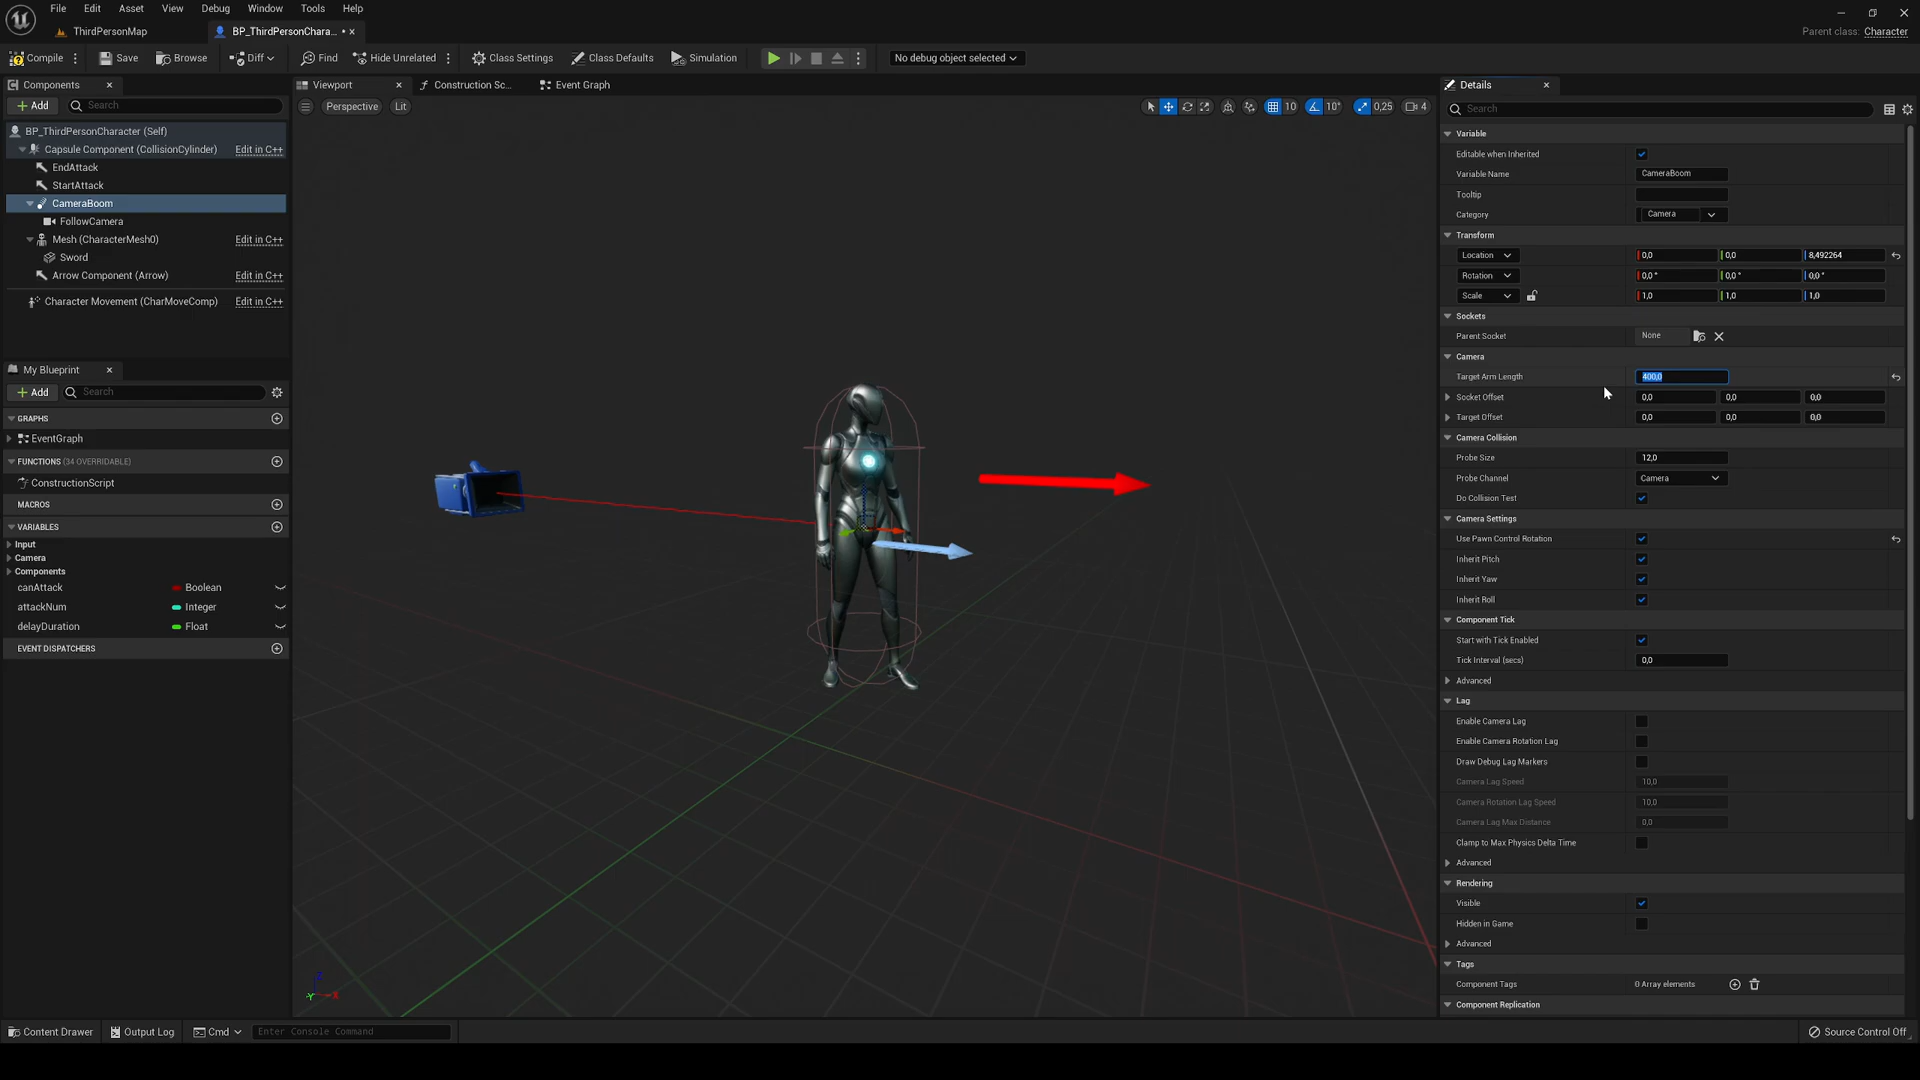 File Edit Asset View Debug Window Tools Help
ThirdPersonMap BP_ThirdPersonChara... •
Parent class: Character
Compile Save Browse Diff Find Hide Unrelated Class Settings Class Defaults Simulation No debug object selected
Components
Add Search
BP_ThirdPersonCharacter (Self)
Capsule Component (CollisionCylinder) Edit in C++
EndAttack
StartAttack
CameraBoom
FollowCamera
Mesh (CharacterMesh0) Edit in C++
Sword
Arrow Component (Arrow) Edit in C++
Character Movement (CharMoveComp) Edit in C++
My Blueprint
Add Search
GRAPHS
EventGraph
FUNCTIONS (34 OVERRIDABLE)
ConstructionScript
MACROS
VARIABLES
Input
Camera
Components
canAttack Boolean
attackNum Integer
delayDuration Float
EVENT DISPATCHERS
Viewport Construction Sc... Event Graph
Perspective Lit
10 10° 0,25 4
Z
Y X
Details
Search
Variable
Editable when Inherited
Variable Name CameraBoom
Tooltip
Category Camera
Transform
Location 0,0 0,0 8,492264
Rotation 0,0 ° 0,0 ° 0,0 °
Scale 1,0 1,0 1,0
Sockets
Parent Socket None
Camera
Target Arm Length 400,0
Socket Offset 0,0 0,0 0,0
Target Offset 0,0 0,0 0,0
Camera Collision
Probe Size 12,0
Probe Channel Camera
Do Collision Test
Camera Settings
Use Pawn Control Rotation
Inherit Pitch
Inherit Yaw
Inherit Roll
Component Tick
Start with Tick Enabled
Tick Interval (secs) 0,0
Advanced
Lag
Enable Camera Lag
Enable Camera Rotation Lag
Draw Debug Lag Markers
Camera Lag Speed 10,0
Camera Rotation Lag Speed 10,0
Camera Lag Max Distance 0,0
Clamp to Max Physics Delta Time
Advanced
Rendering
Visible
Hidden in Game
Advanced
Tags
Component Tags 0 Array elements
Component Replication
Content Drawer Output Log Cmd Enter Console Command Source Control Off